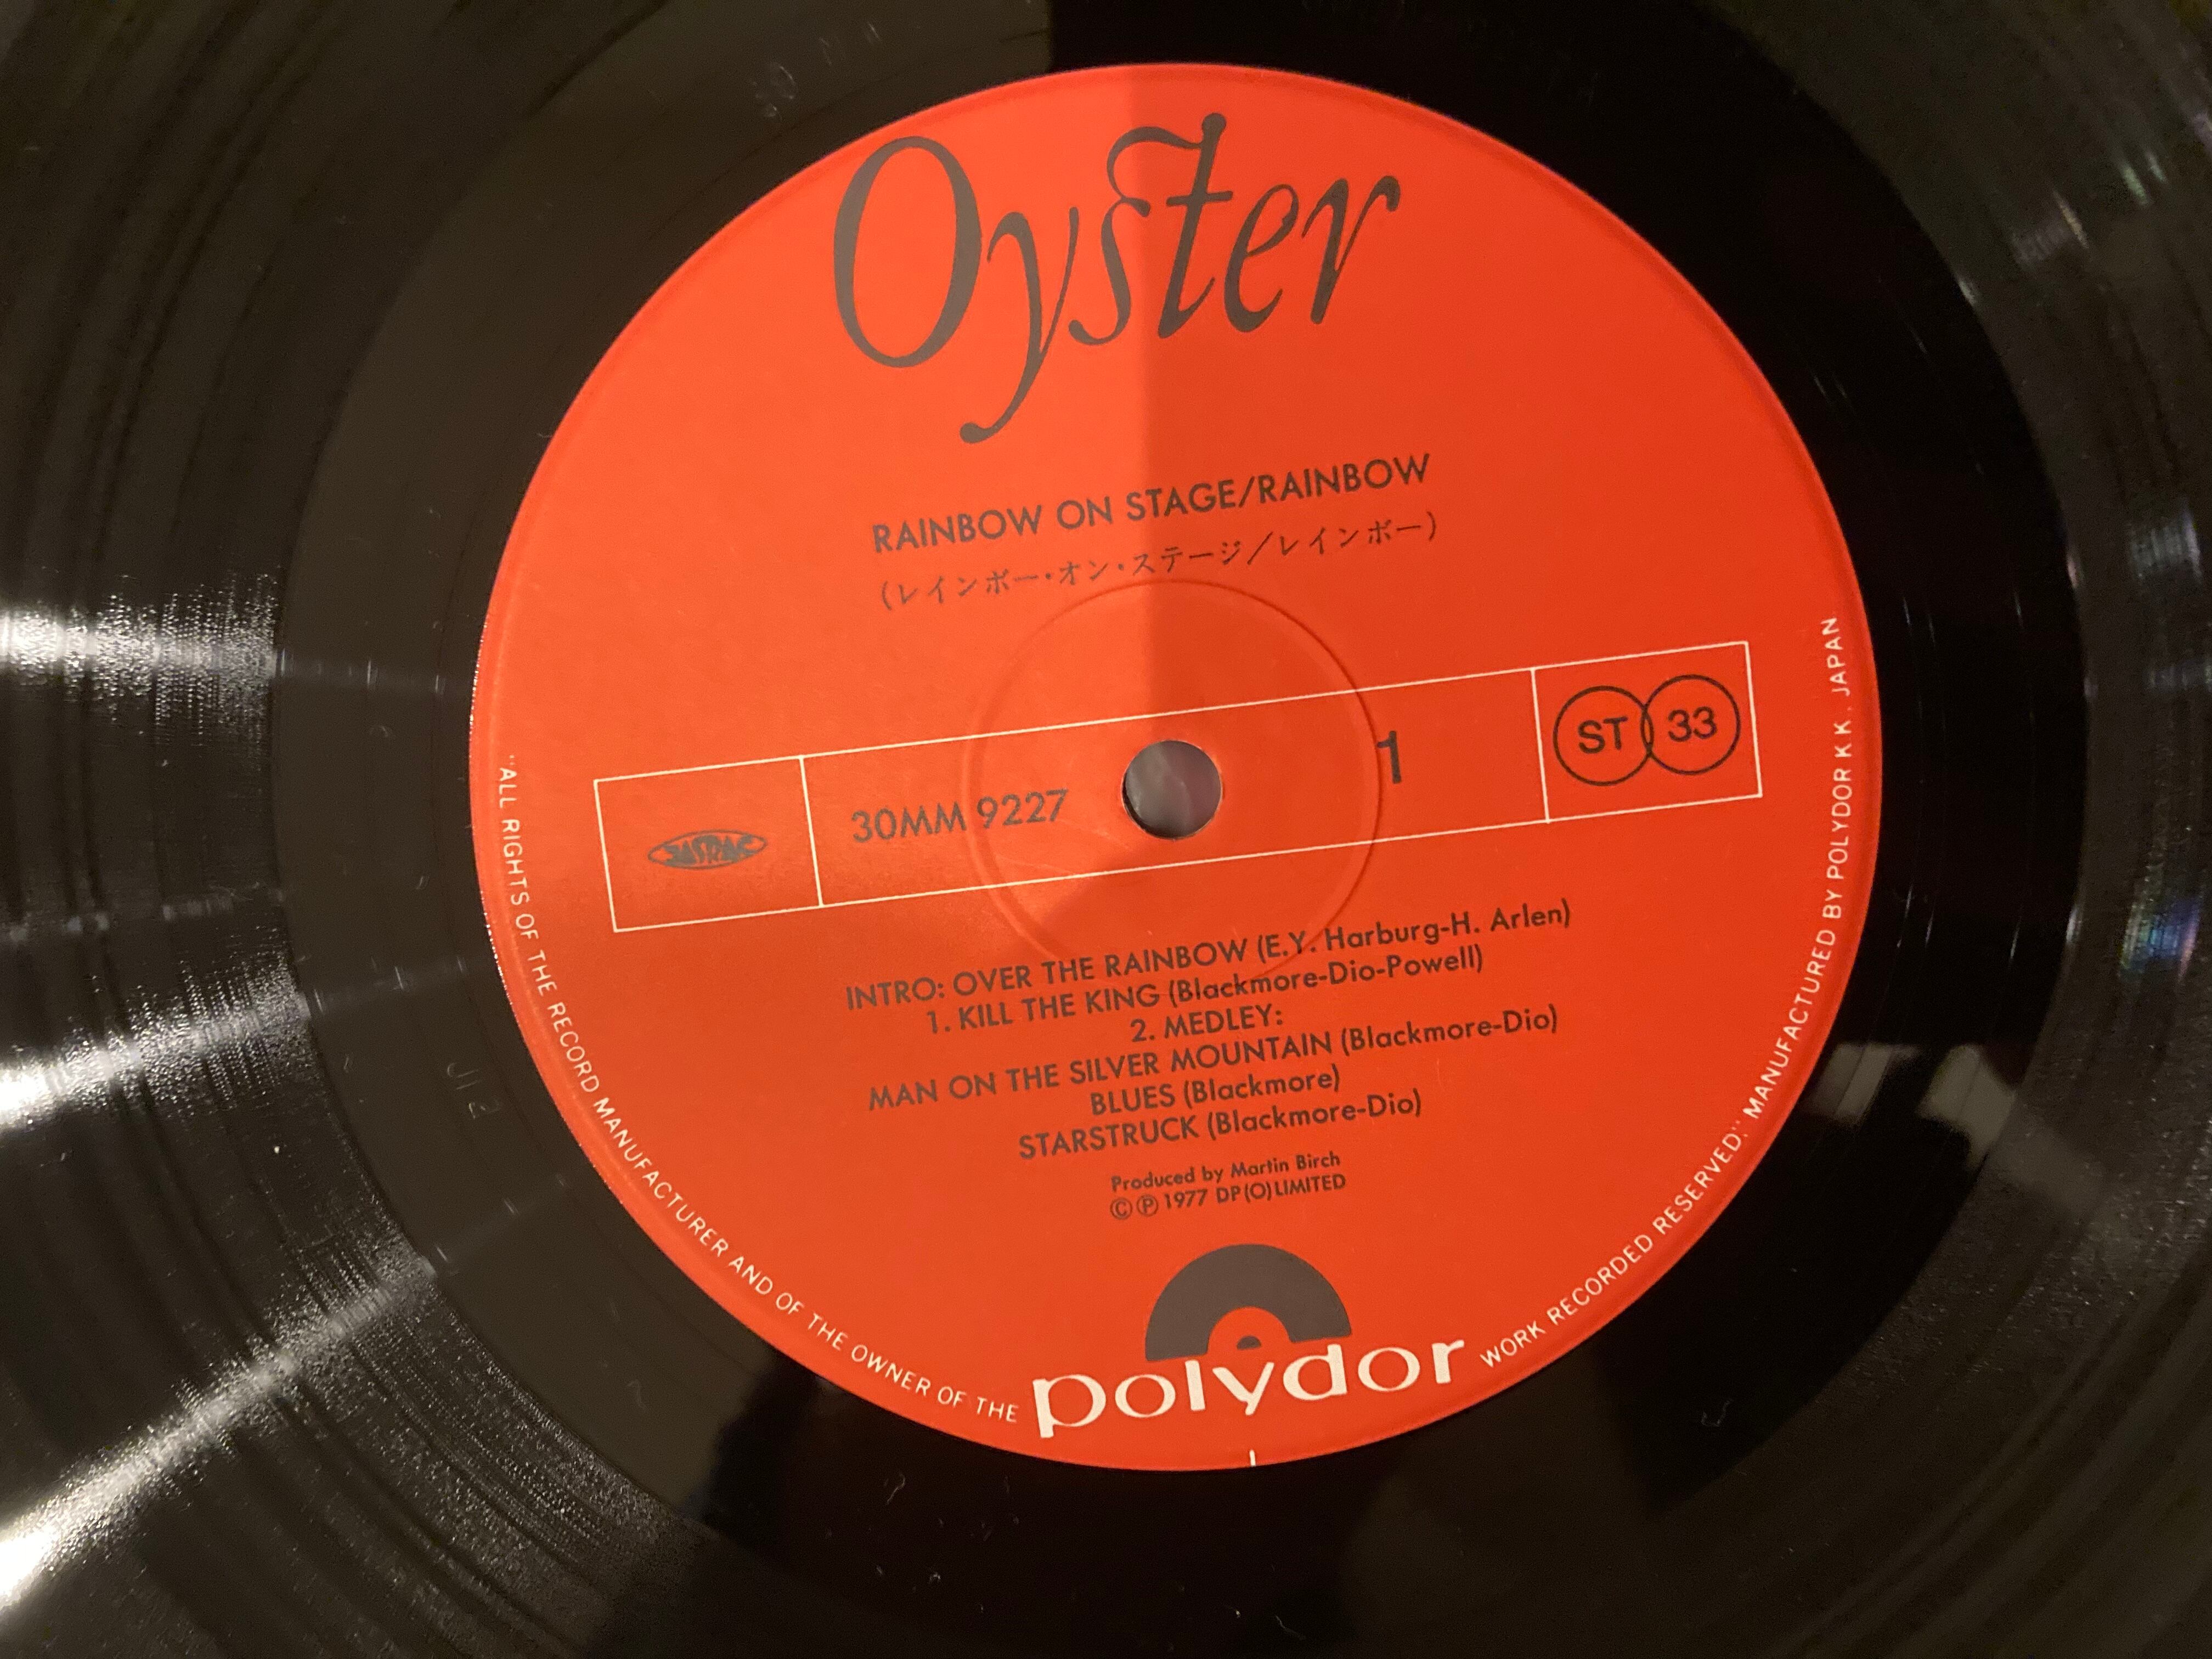 Oyster
RAINBOW ON STAGE/RAINBOW
(レインボー・オン・ステージ/レインボー)
JASRAC
30MM 9227
1
ST 33
INTRO: OVER THE RAINBOW (E.Y. Harburg-H. Arlen)
1. KILL THE KING (Blackmore-Dio-Powell)
2. MEDLEY:
MAN ON THE SILVER MOUNTAIN (Blackmore-Dio)
BLUES (Blackmore)
STARSTRUCK (Blackmore-Dio)
Produced by Martin Birch
©℗ 1977 DP(O)LIMITED
polydor
"ALL RIGHTS OF THE RECORD MANUFACTURER AND OF THE OWNER OF THE WORK RECORDED RESERVED." MANUFACTURED BY POLYDOR K.K., JAPAN